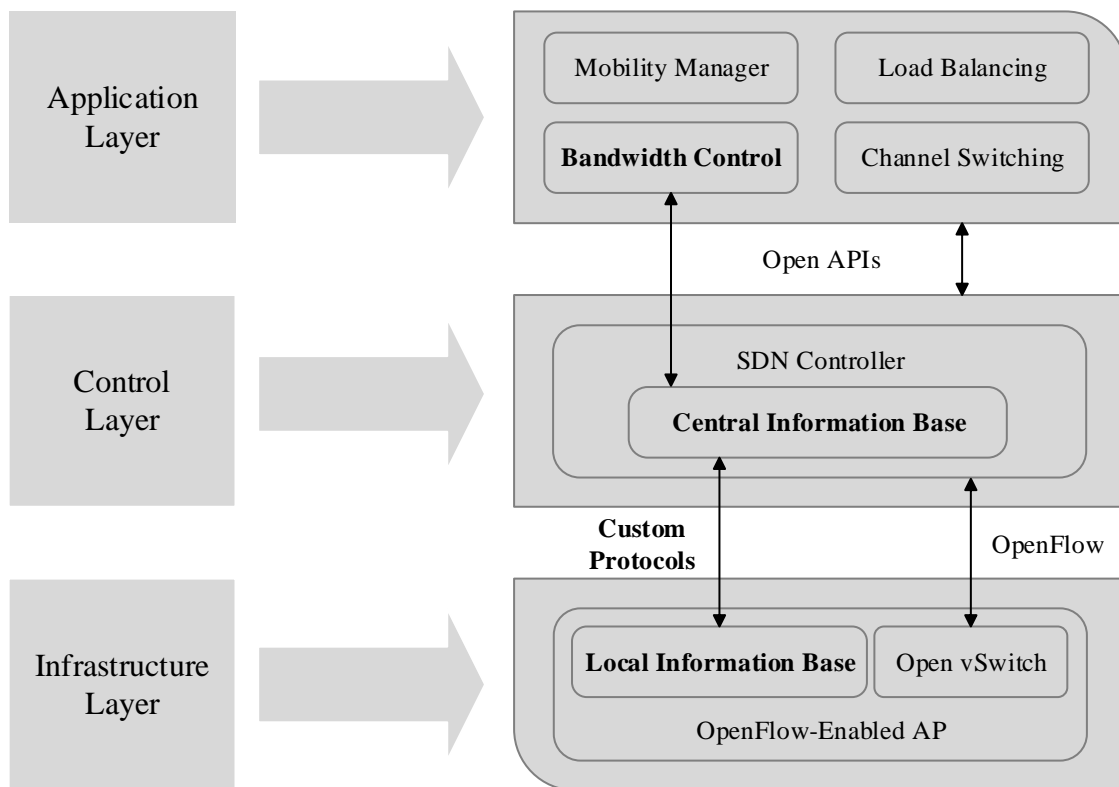 Application
Layer
Mobility Manager
Load Balancing
Bandwidth Control
Channel Switching
Open APIs
Control
Layer
SDN Controller
Central Information Base
Custom
Protocols
OpenFlow
Infrastructure
Layer
Local Information Base
Open vSwitch
OpenFlow-Enabled AP